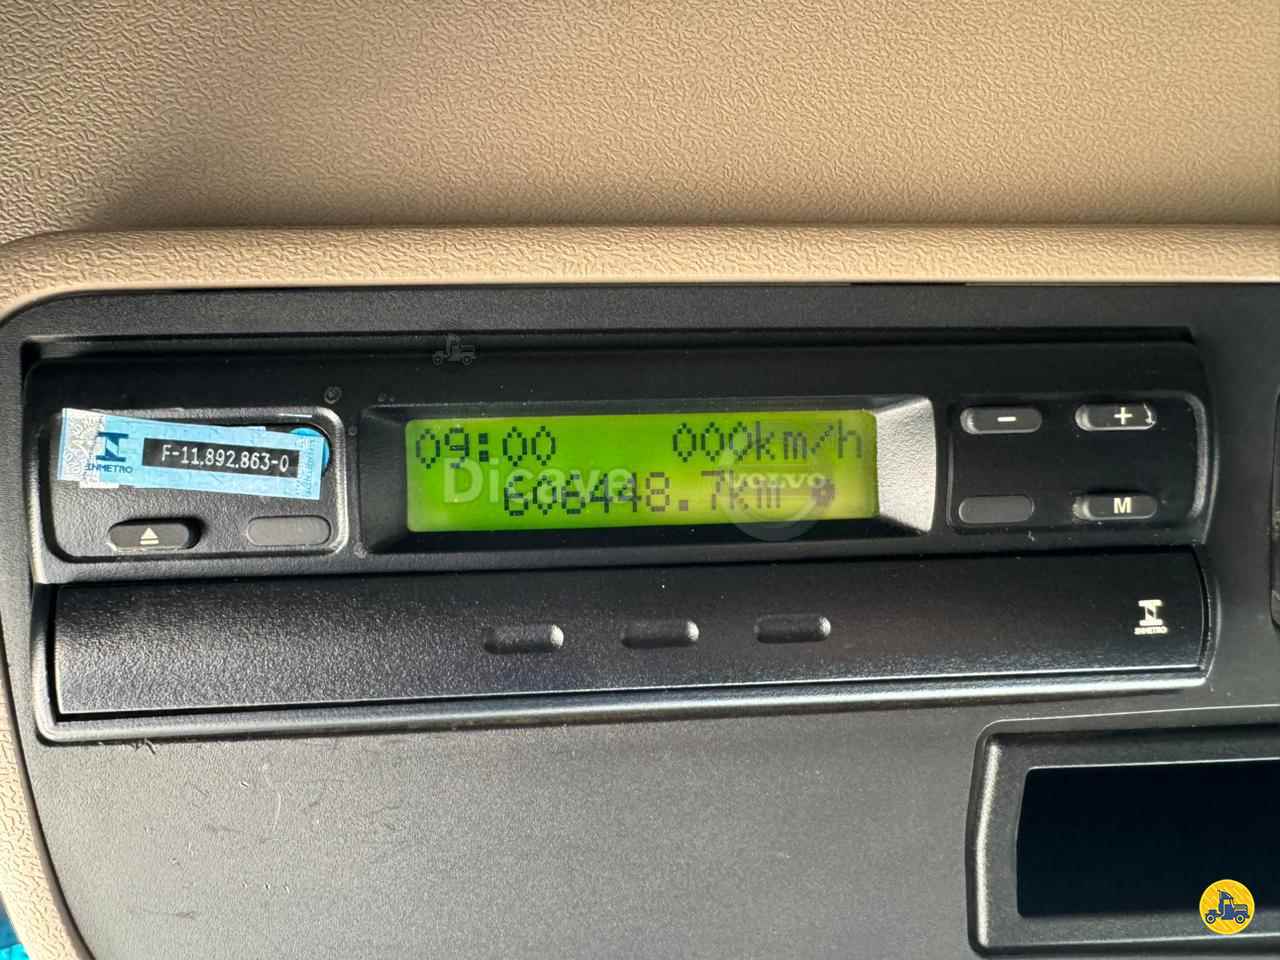 INMETRO
F-11.892.863-0
09:00 000km/h
606448.7km
Dicave
VOLVO
-
+
M
INMETRO